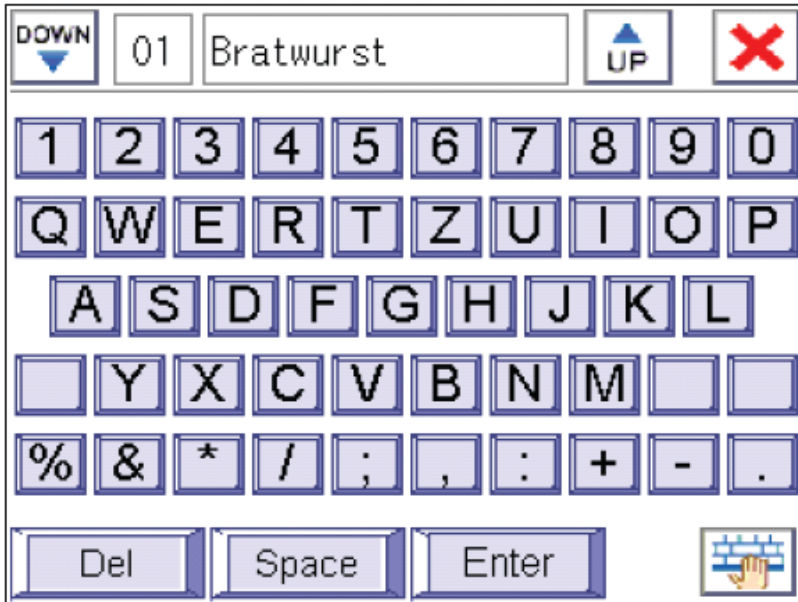 DOWN 01 Bratwurst UP
1 2 3 4 5 6 7 8 9 0
Q W E R T Z U I O P
A S D F G H J K L
Y X C V B N M
% & * / ; , : + - .
Del Space Enter